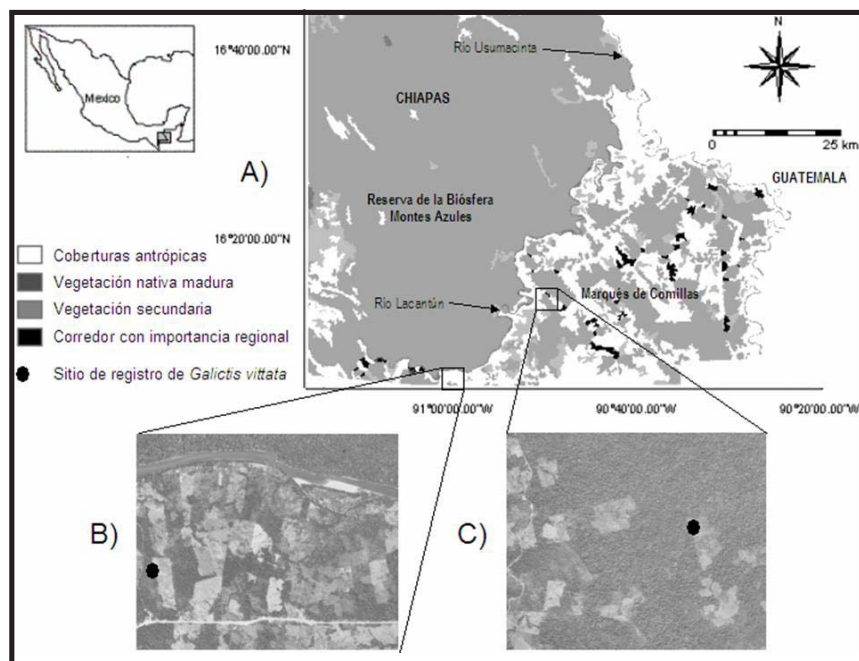 Mexico
16°40'00.00"N
Río Usumacinta
N
CHIAPAS
0 25 km
A)
GUATEMALA
Reserva de la Biósfera
Montes Azules
16°20'00.00"N
Coberturas antrópicas
Vegetación nativa madura
Vegetación secundaria
Corredor con importancia regional
Sitio de registro de Galictis vittata
Marqués de Comillas
Río Lacantún
91°00'00.00"W
90°40'00.00"W
90°20'00.00"W
B)
C)